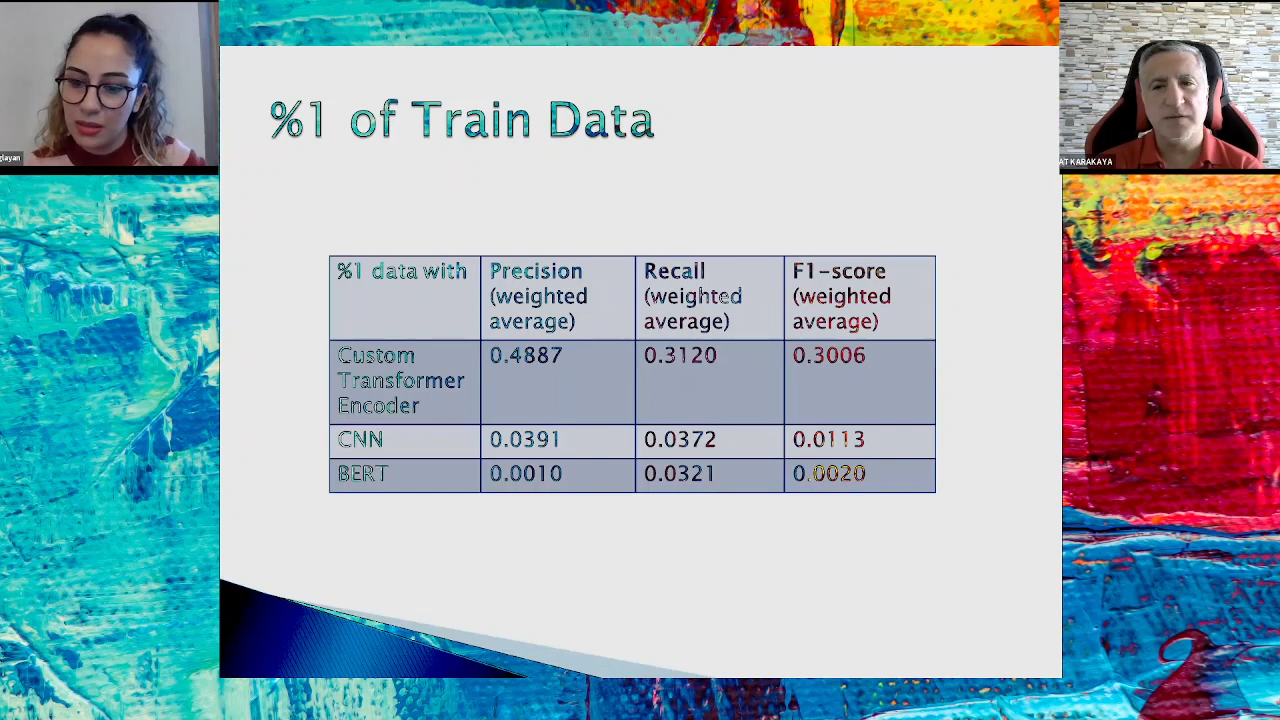 %1 of Train Data
%1 data with Precision (weighted average) Recall (weighted average) F1-score (weighted average)
Custom Transformer Encoder 0.4887 0.3120 0.3006
CNN 0.0391 0.0372 0.0113
BERT 0.0010 0.0321 0.0020
glayan
AT KARAKAYA